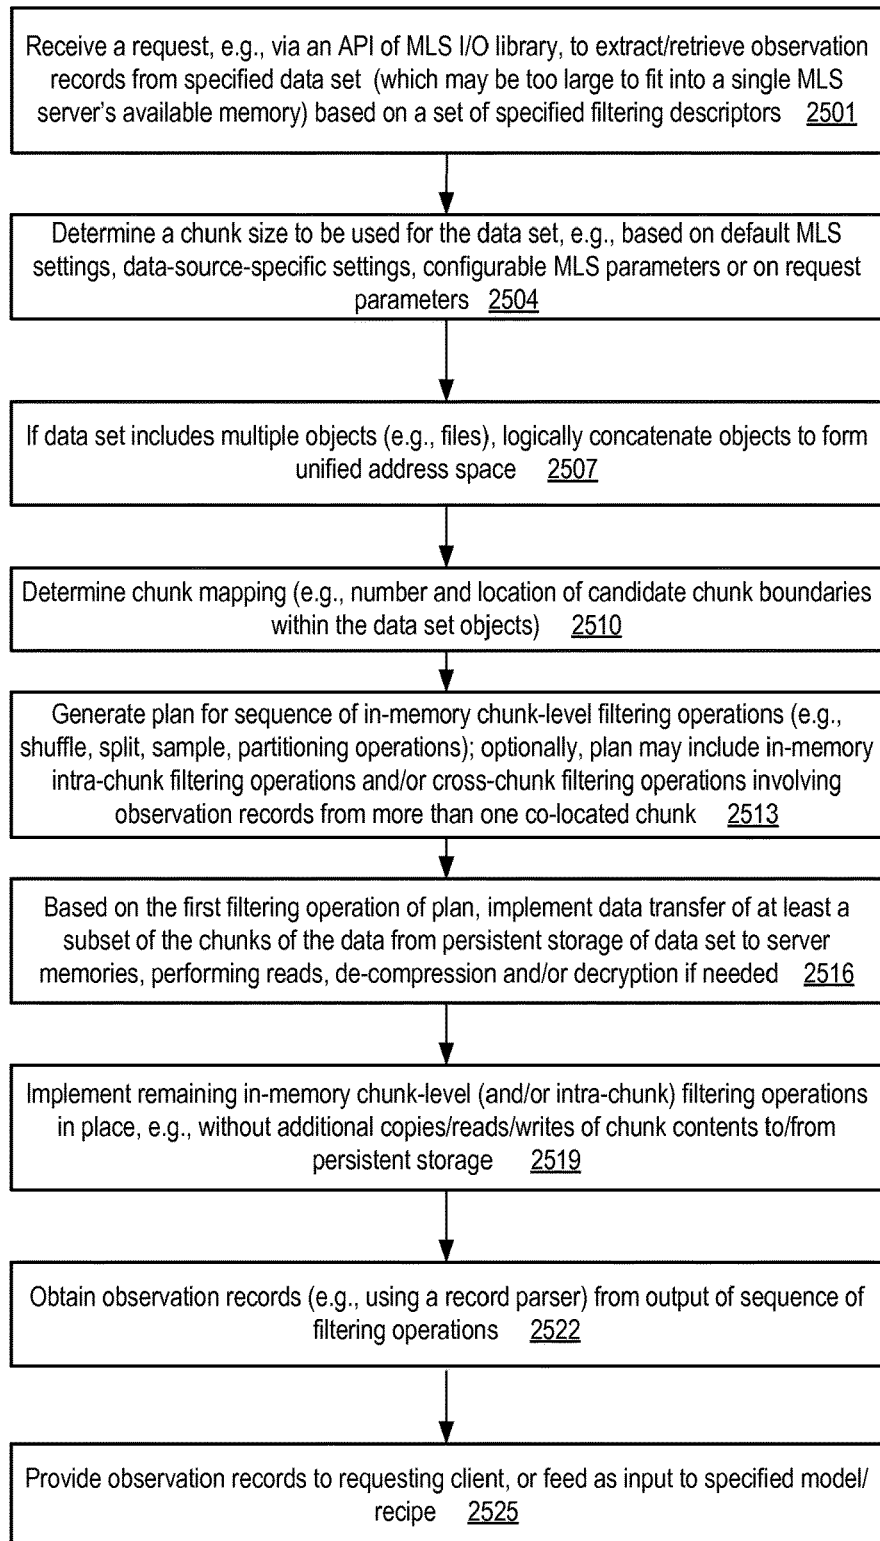 Receive a request, e.g., via an API of MLS I/O library, to extract/retrieve observation
records from specified data set (which may be too large to fit into a single MLS
server's available memory) based on a set of specified filtering descriptors 2501
Determine a chunk size to be used for the data set, e.g., based on default MLS
settings, data-source-specific settings, configurable MLS parameters or on request
parameters 2504
If data set includes multiple objects (e.g., files), logically concatenate objects to form
unified address space 2507
Determine chunk mapping (e.g., number and location of candidate chunk boundaries
within the data set objects) 2510
Generate plan for sequence of in-memory chunk-level filtering operations (e.g.,
shuffle, split, sample, partitioning operations); optionally, plan may include in-memory
intra-chunk filtering operations and/or cross-chunk filtering operations involving
observation records from more than one co-located chunk 2513
Based on the first filtering operation of plan, implement data transfer of at least a
subset of the chunks of the data from persistent storage of data set to server
memories, performing reads, de-compression and/or decryption if needed 2516
Implement remaining in-memory chunk-level (and/or intra-chunk) filtering operations
in place, e.g., without additional copies/reads/writes of chunk contents to/from
persistent storage 2519
Obtain observation records (e.g., using a record parser) from output of sequence of
filtering operations 2522
Provide observation records to requesting client, or feed as input to specified model/
recipe 2525